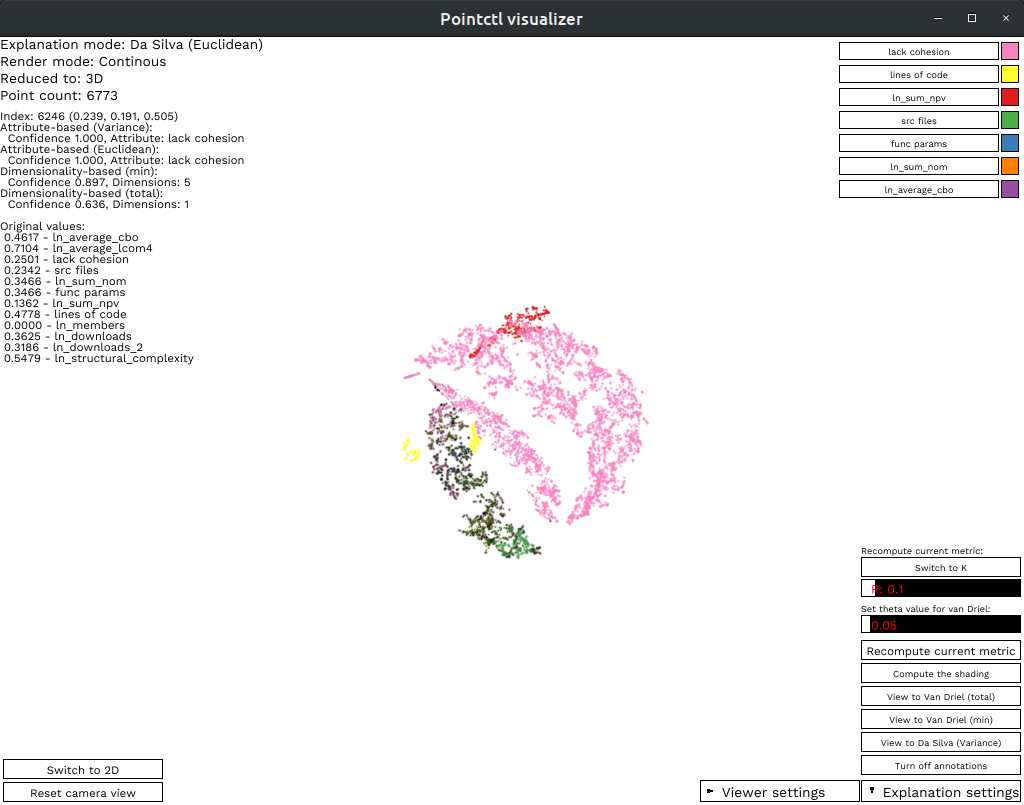 Pointctl visualizer
Explanation mode: Da Silva (Euclidean)
Render mode: Continous
Reduced to: 3D
Point count: 6773
Index: 6246 (0.239, 0.191, 0.505)
Attribute-based (Variance):
Confidence 1.000, Attribute: lack cohesion
Attribute-based (Euclidean):
Confidence 1.000, Attribute: lack cohesion
Dimensionality-based (min):
Confidence 0.897, Dimensions: 5
Dimensionality-based (total):
Confidence 0.636, Dimensions: 1
Original values:
0.4617 - ln_average_cbo
0.7104 - ln_average_lcom4
0.2501 - lack cohesion
0.2342 - src files
0.3466 - ln_sum_nom
0.3466 - func params
0.1362 - ln_sum_npv
0.4778 - lines of code
0.0000 - ln_members
0.3625 - ln_downloads
0.3186 - ln_downloads_2
0.5479 - ln_structural_complexity
lack cohesion
lines of code
ln_sum_npv
src files
func params
ln_sum_nom
ln_average_cbo
Recompute current metric:
Switch to K
R: 0.1
Set theta value for van Driel:
0.05
Recompute current metric
Compute the shading
View to Van Driel (total)
View to Van Driel (min)
View to Da Silva (Variance)
Turn off annotations
Switch to 2D
Reset camera view
Viewer settings
Explanation settings